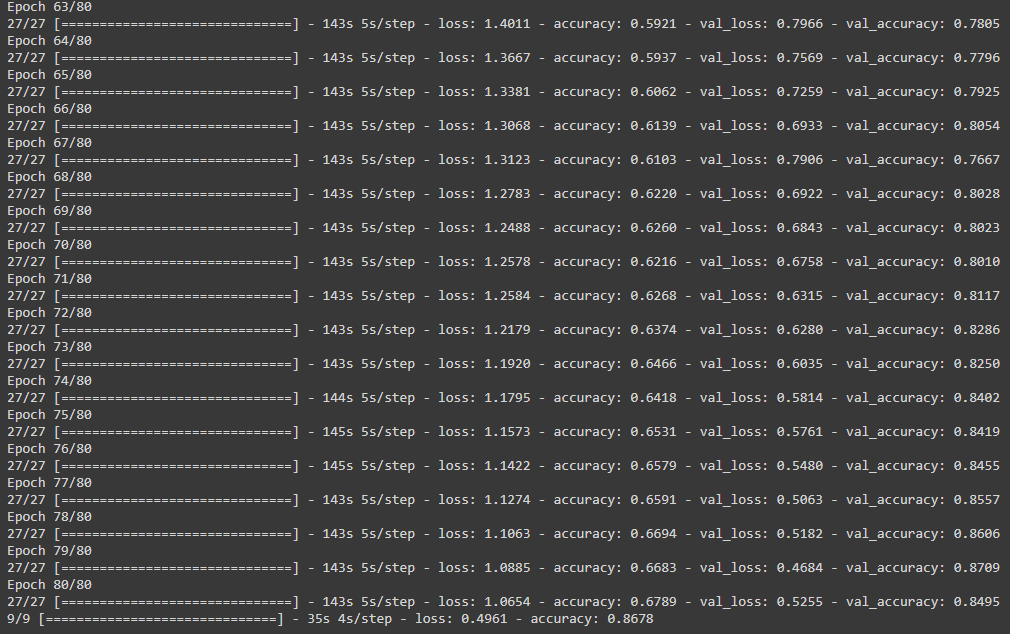 Epoch 63/80
27/27 [==============================] - 143s 5s/step - loss: 1.4011 - accuracy: 0.5921 - val_loss: 0.7966 - val_accuracy: 0.7805
Epoch 64/80
27/27 [==============================] - 143s 5s/step - loss: 1.3667 - accuracy: 0.5937 - val_loss: 0.7569 - val_accuracy: 0.7796
Epoch 65/80
27/27 [==============================] - 143s 5s/step - loss: 1.3381 - accuracy: 0.6062 - val_loss: 0.7259 - val_accuracy: 0.7925
Epoch 66/80
27/27 [==============================] - 143s 5s/step - loss: 1.3068 - accuracy: 0.6139 - val_loss: 0.6933 - val_accuracy: 0.8054
Epoch 67/80
27/27 [==============================] - 143s 5s/step - loss: 1.3123 - accuracy: 0.6103 - val_loss: 0.7906 - val_accuracy: 0.7667
Epoch 68/80
27/27 [==============================] - 143s 5s/step - loss: 1.2783 - accuracy: 0.6220 - val_loss: 0.6922 - val_accuracy: 0.8028
Epoch 69/80
27/27 [==============================] - 143s 5s/step - loss: 1.2488 - accuracy: 0.6260 - val_loss: 0.6843 - val_accuracy: 0.8023
Epoch 70/80
27/27 [==============================] - 143s 5s/step - loss: 1.2578 - accuracy: 0.6216 - val_loss: 0.6758 - val_accuracy: 0.8010
Epoch 71/80
27/27 [==============================] - 143s 5s/step - loss: 1.2584 - accuracy: 0.6268 - val_loss: 0.6315 - val_accuracy: 0.8117
Epoch 72/80
27/27 [==============================] - 143s 5s/step - loss: 1.2179 - accuracy: 0.6374 - val_loss: 0.6280 - val_accuracy: 0.8286
Epoch 73/80
27/27 [==============================] - 143s 5s/step - loss: 1.1920 - accuracy: 0.6466 - val_loss: 0.6035 - val_accuracy: 0.8250
Epoch 74/80
27/27 [==============================] - 144s 5s/step - loss: 1.1795 - accuracy: 0.6418 - val_loss: 0.5814 - val_accuracy: 0.8402
Epoch 75/80
27/27 [==============================] - 145s 5s/step - loss: 1.1573 - accuracy: 0.6531 - val_loss: 0.5761 - val_accuracy: 0.8419
Epoch 76/80
27/27 [==============================] - 145s 5s/step - loss: 1.1422 - accuracy: 0.6579 - val_loss: 0.5480 - val_accuracy: 0.8455
Epoch 77/80
27/27 [==============================] - 143s 5s/step - loss: 1.1274 - accuracy: 0.6591 - val_loss: 0.5063 - val_accuracy: 0.8557
Epoch 78/80
27/27 [==============================] - 143s 5s/step - loss: 1.1063 - accuracy: 0.6694 - val_loss: 0.5182 - val_accuracy: 0.8606
Epoch 79/80
27/27 [==============================] - 143s 5s/step - loss: 1.0885 - accuracy: 0.6683 - val_loss: 0.4684 - val_accuracy: 0.8709
Epoch 80/80
27/27 [==============================] - 143s 5s/step - loss: 1.0654 - accuracy: 0.6789 - val_loss: 0.5255 - val_accuracy: 0.8495
9/9 [==============================] - 35s 4s/step - loss: 0.4961 - accuracy: 0.8678